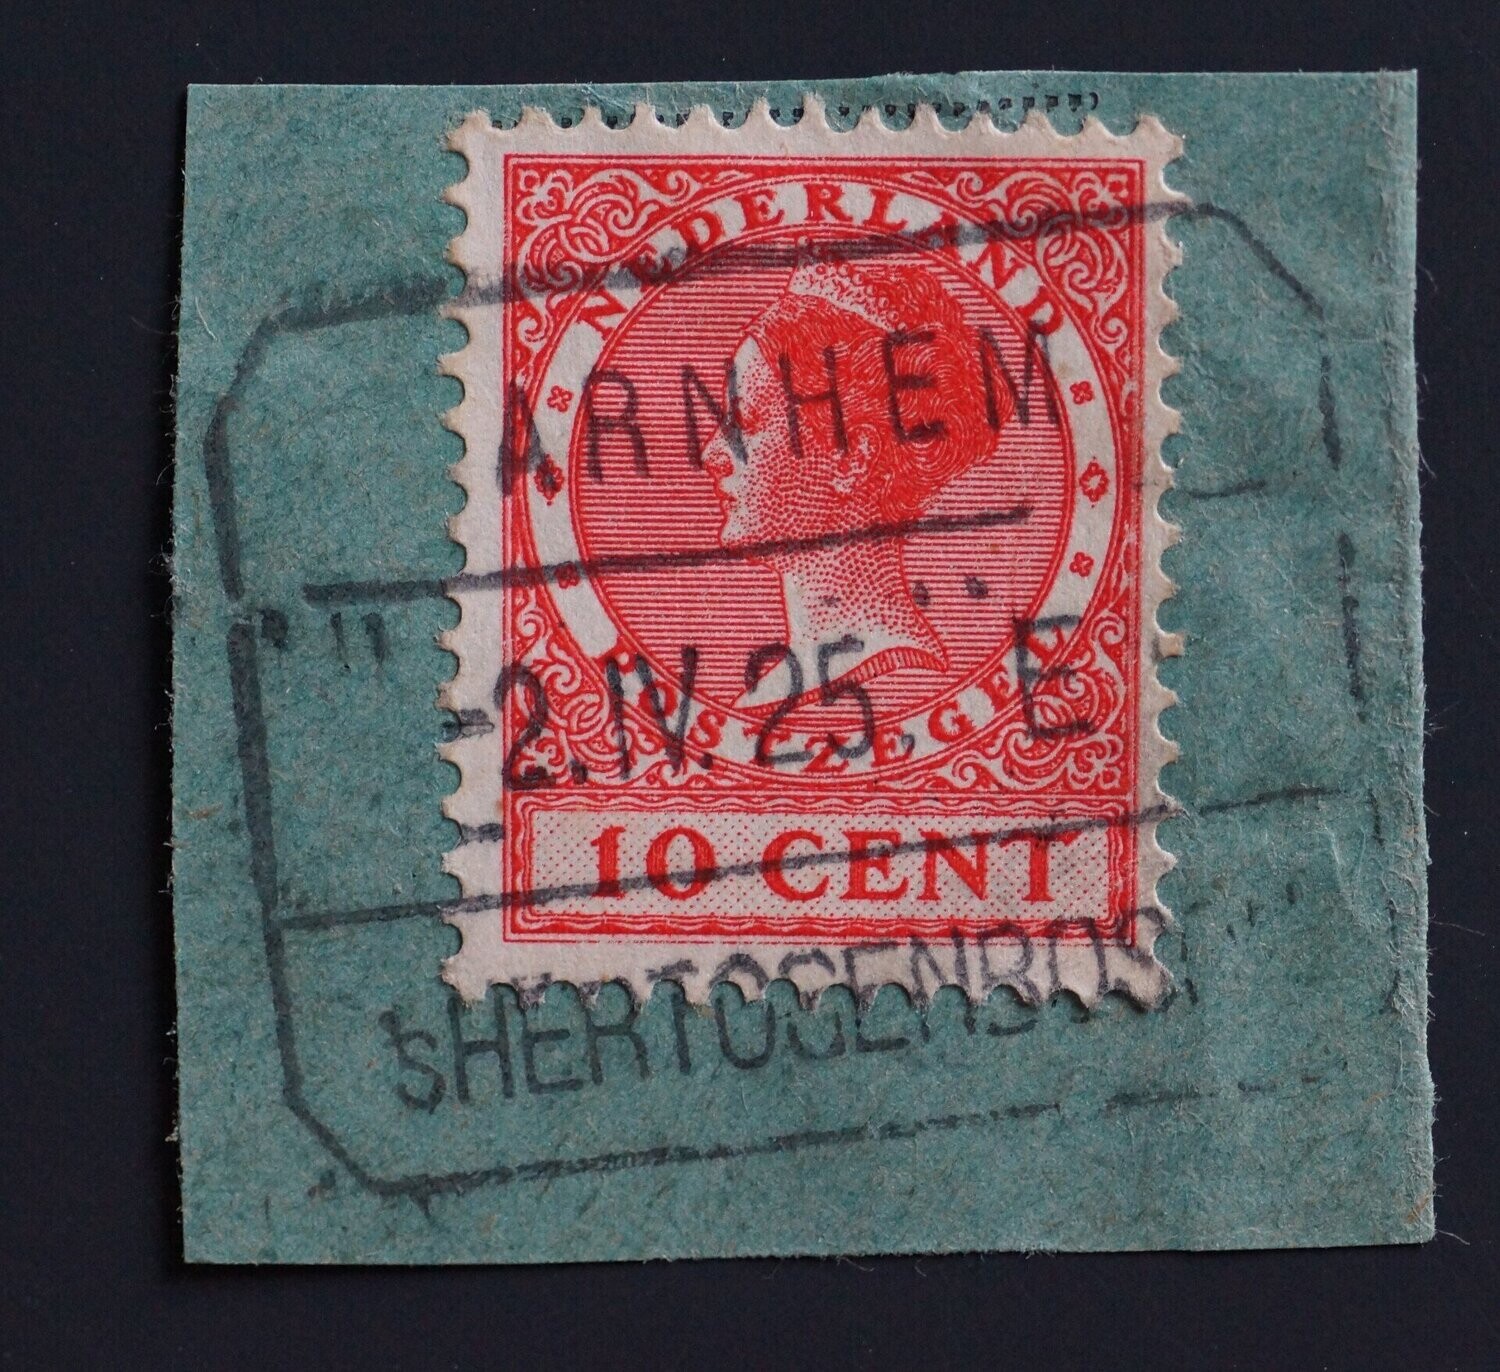 NEDERLAND
ARNHEM
-2.IV.25. E
POSTZEGEL
10 CENT
'SHERTOGENBOS